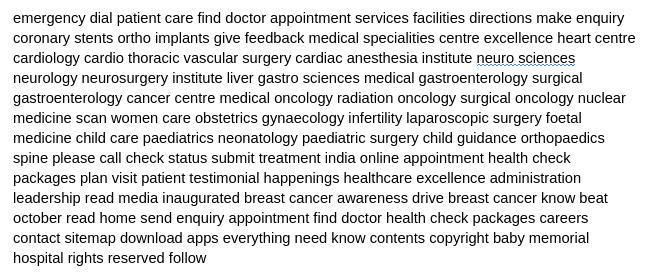 emergency dial patient care find doctor appointment services facilities directions make enquiry
coronary stents ortho implants give feedback medical specialities centre excellence heart centre
cardiology cardio thoracic vascular surgery cardiac anesthesia institute neuro sciences
neurology neurosurgery institute liver gastro sciences medical gastroenterology surgical
gastroenterology cancer centre medical oncology radiation oncology surgical oncology nuclear
medicine scan women care obstetrics gynaecology infertility laparoscopic surgery foetal
medicine child care paediatrics neonatology paediatric surgery child guidance orthopaedics
spine please call check status submit treatment india online appointment health check
packages plan visit patient testimonial happenings healthcare excellence administration
leadership read media inaugurated breast cancer awareness drive breast cancer know beat
october read home send enquiry appointment find doctor health check packages careers
contact sitemap download apps everything need know contents copyright baby memorial
hospital rights reserved follow